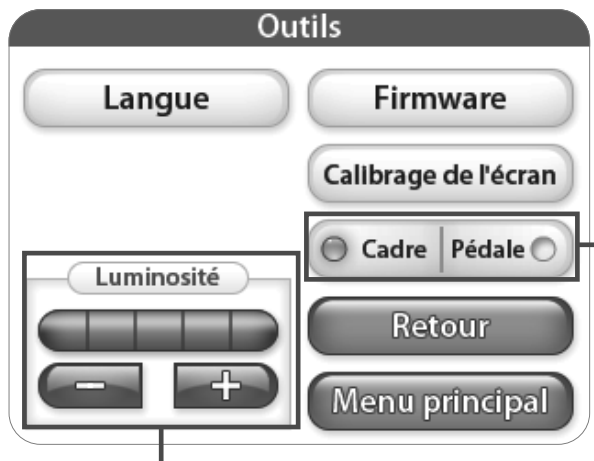 Outils
Langue
Firmware
Calibrage de l'écran
Cadre Pédale
Luminosité
− +
Retour
Menu principal